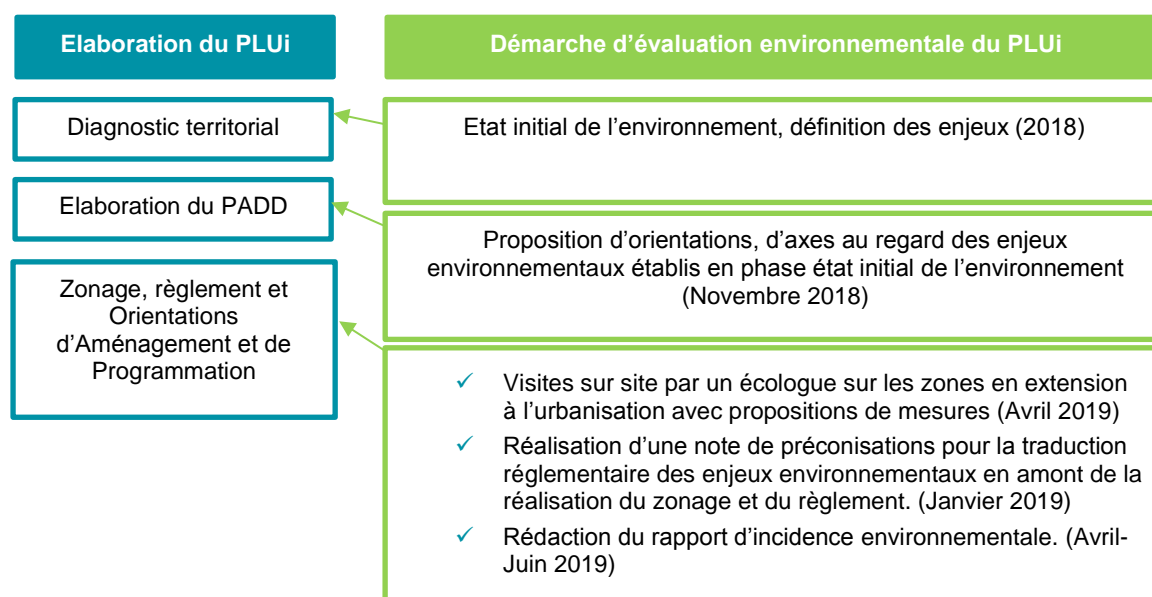 Elaboration du PLUi
Démarche d'évaluation environnementale du PLUi
Diagnostic territorial
Etat initial de l'environnement, définition des enjeux (2018)
Elaboration du PADD
Proposition d'orientations, d'axes au regard des enjeux
environnementaux établis en phase état initial de l'environnement
(Novembre 2018)
Zonage, règlement et
Orientations
d'Aménagement et de
Programmation
✓ Visites sur site par un écologue sur les zones en extension
à l'urbanisation avec propositions de mesures (Avril 2019)
✓ Réalisation d'une note de préconisations pour la traduction
réglementaire des enjeux environnementaux en amont de la
réalisation du zonage et du règlement. (Janvier 2019)
✓ Rédaction du rapport d'incidence environnementale. (Avril-
Juin 2019)